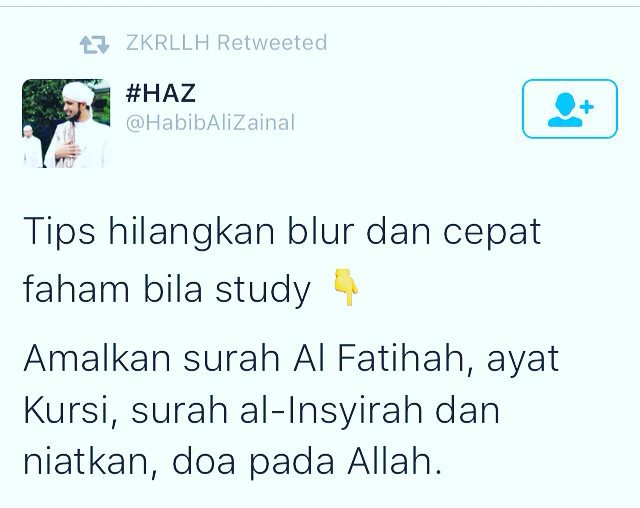 ZKRLLH Retweeted
#HAZ
@HabibAliZainal
Tips hilangkan blur dan cepat
faham bila study 👇
Amalkan surah Al Fatihah, ayat
Kursi, surah al-Insyirah dan
niatkan, doa pada Allah.